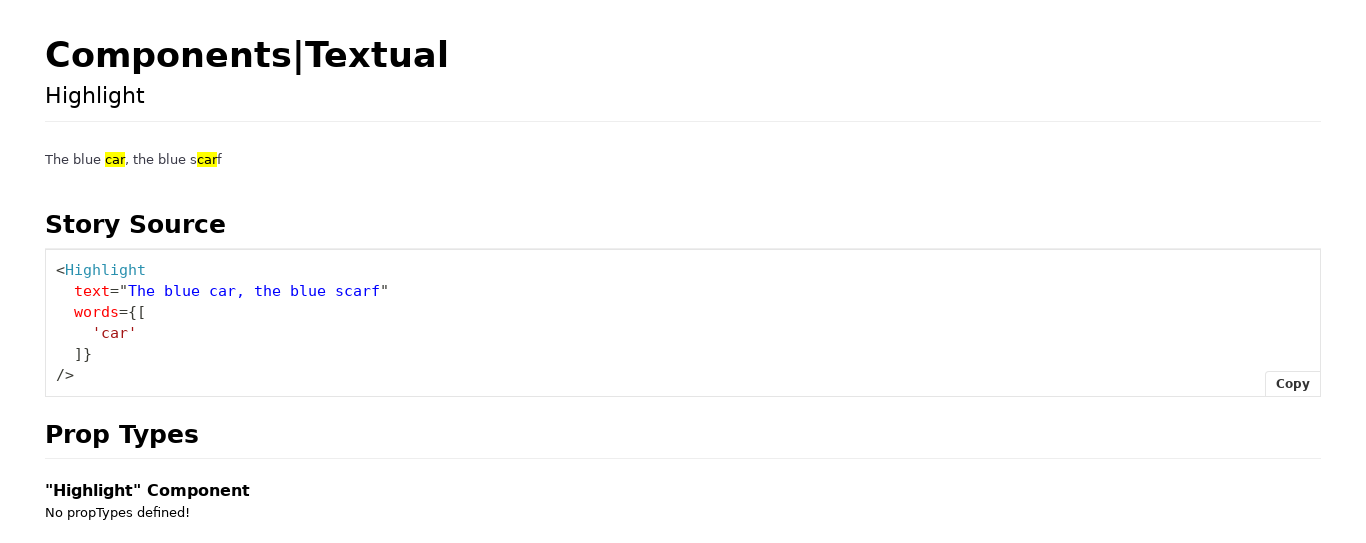 Components|Textual
Highlight
The blue car, the blue scarf
Story Source
<Highlight
  text="The blue car, the blue scarf"
  words={[
    'car'
  ]}
/>
Copy
Prop Types
"Highlight" Component
No propTypes defined!